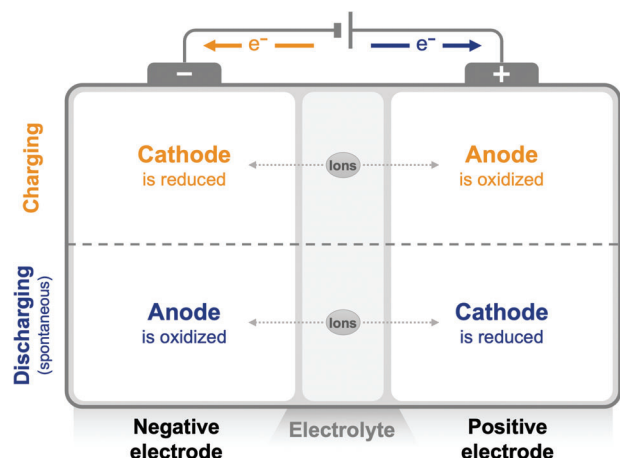 e⁻ e⁻
− +
Charging
Cathode
is reduced
Ions
Anode
is oxidized
Discharging
(spontaneous)
Anode
is oxidized
Ions
Cathode
is reduced
Negative
electrode
Electrolyte
Positive
electrode